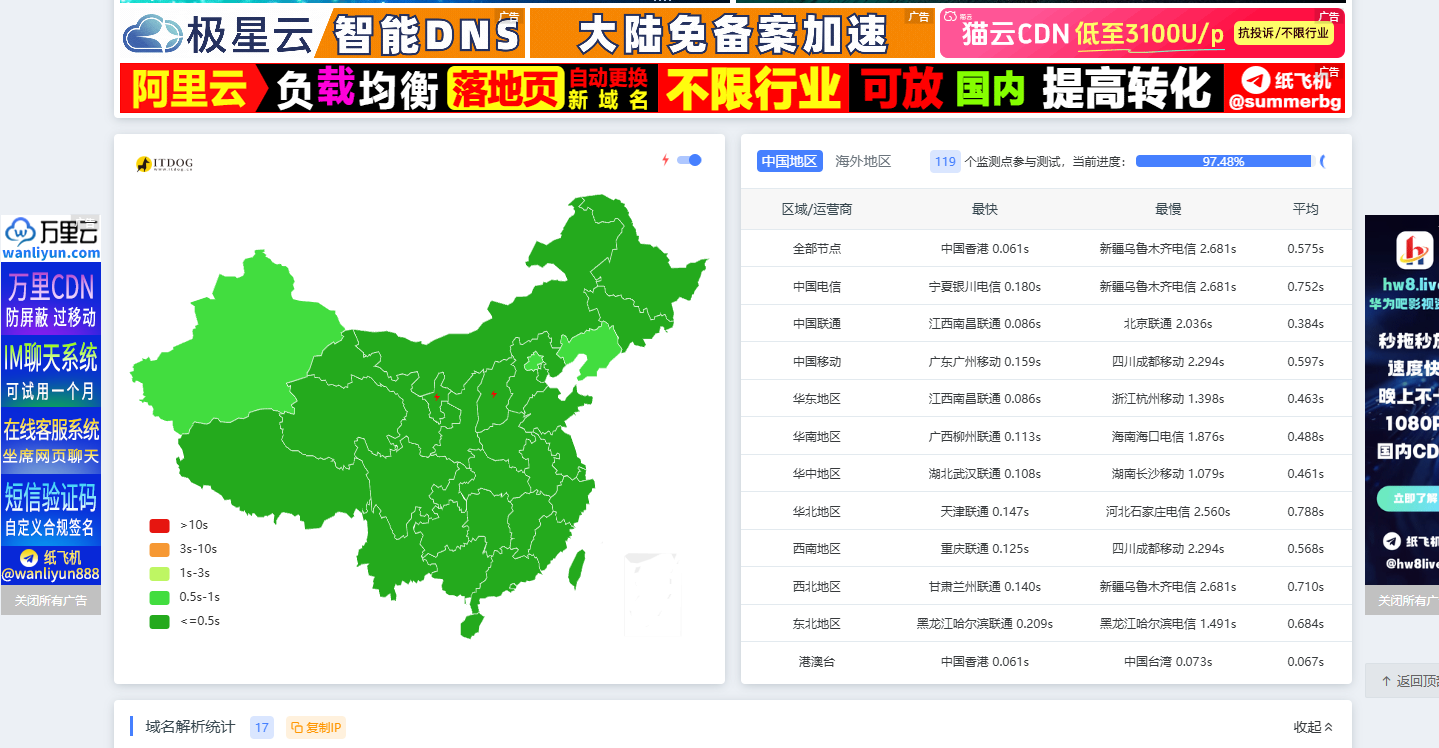 广告
极星云 智能DNS
大陆免备案加速
广告
广告
猫云
猫云CDN 低至3100U/p 抗投诉/不限行业
广告
阿里云 负载均衡 落地页 自动更换 新域名 不限行业 可放 国内 提高转化 纸飞机 @summerbg
ITDOG
www.itdog.cn
>10s
3s-10s
1s-3s
0.5s-1s
<=0.5s
中国地区 海外地区 119 个监测点参与测试，当前进度： 97.48%
区域/运营商 最快 最慢 平均
全部节点 中国香港 0.061s 新疆乌鲁木齐电信 2.681s 0.575s
中国电信 宁夏银川电信 0.180s 新疆乌鲁木齐电信 2.681s 0.752s
中国联通 江西南昌联通 0.086s 北京联通 2.036s 0.384s
中国移动 广东广州移动 0.159s 四川成都移动 2.294s 0.597s
华东地区 江西南昌联通 0.086s 浙江杭州移动 1.398s 0.463s
华南地区 广西柳州联通 0.113s 海南海口电信 1.876s 0.488s
华中地区 湖北武汉联通 0.108s 湖南长沙移动 1.079s 0.461s
华北地区 天津联通 0.147s 河北石家庄电信 2.560s 0.788s
西南地区 重庆联通 0.125s 四川成都移动 2.294s 0.568s
西北地区 甘肃兰州联通 0.140s 新疆乌鲁木齐电信 2.681s 0.710s
东北地区 黑龙江哈尔滨联通 0.209s 黑龙江哈尔滨电信 1.491s 0.684s
港澳台 中国香港 0.061s 中国台湾 0.073s 0.067s
域名解析统计 17 复制IP 收起
广告
万里云
wanliyun.com
万里CDN
防屏蔽 过移动
IM聊天系统
可试用一个月
在线客服系统
坐席网页聊天
短信验证码
自定义合规签名
纸飞机
@wanliyun888
关闭所有广告
hw8.live
华为吧影视资
秒拖秒放
速度快
晚上不卡
1080P
国内CD
立即了解
纸飞机
@hw8live
关闭所有广
↑ 返回顶部